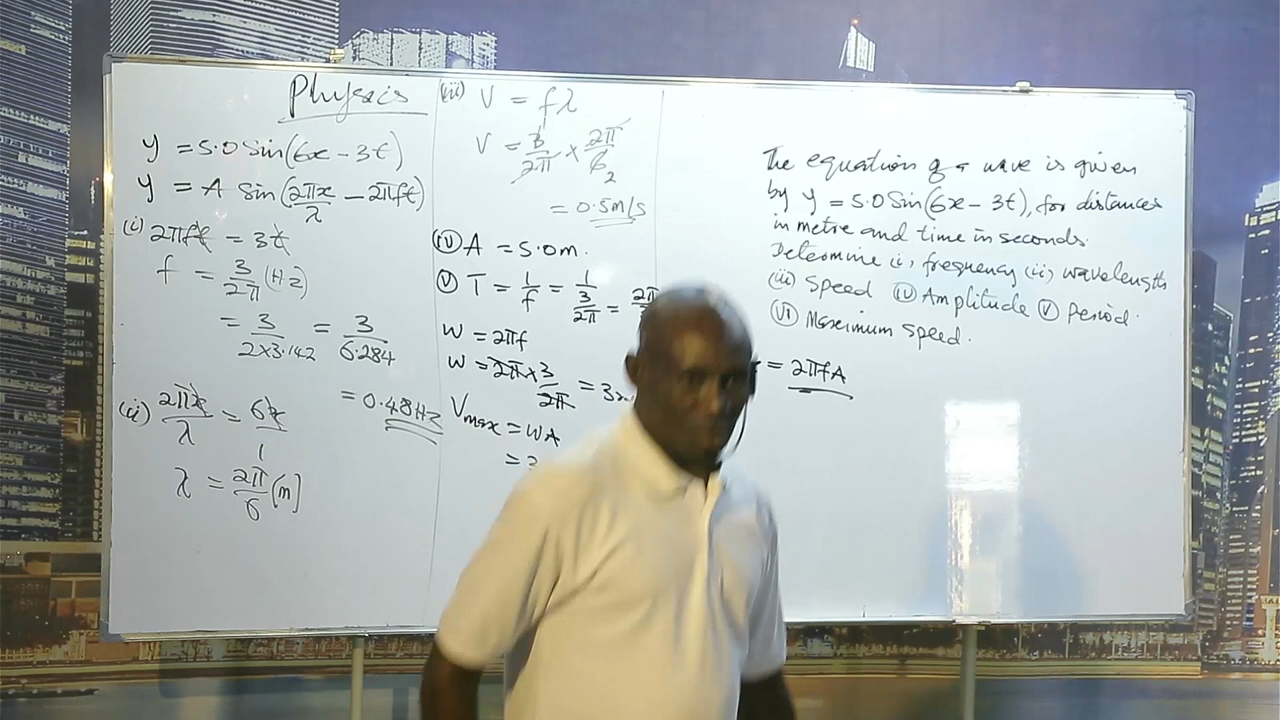 Physics
y = 5.0 Sin(6x - 3t)
y = A Sin(2πx/λ - 2πft)
(i) 2πft = 3t
f = 3/2π (Hz)
= 3/2x3.142 = 3/6.284
= 0.48Hz
(ii) 2πx/λ = 6x/1
λ = 2π/6 (m)
(iii) V = fλ
V = 3/2π x 2π/6 2
= 0.5m/s
(iv) A = 5.0m.
(v) T = 1/f = 1/(3/2π) = 2π
W = 2πf
W = 2π x 3/2π = 3
Vmax = WA
=
The equation of a wave is given
by y = 5.0 Sin(6x - 3t), for distances
in metre and time in seconds.
Determine (i) frequency (ii) wavelength
(iii) Speed (iv) Amplitude (v) Period.
(vi) Maximum Speed.
= 2πfA